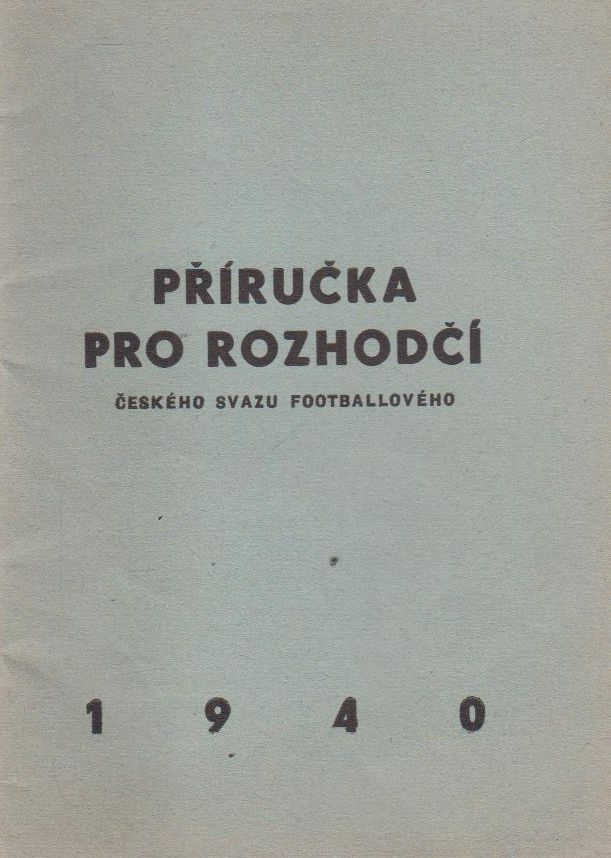 PŘÍRUČKA
PRO ROZHODČÍ
ČESKÉHO SVAZU FOOTBALLOVÉHO
1 9 4 0